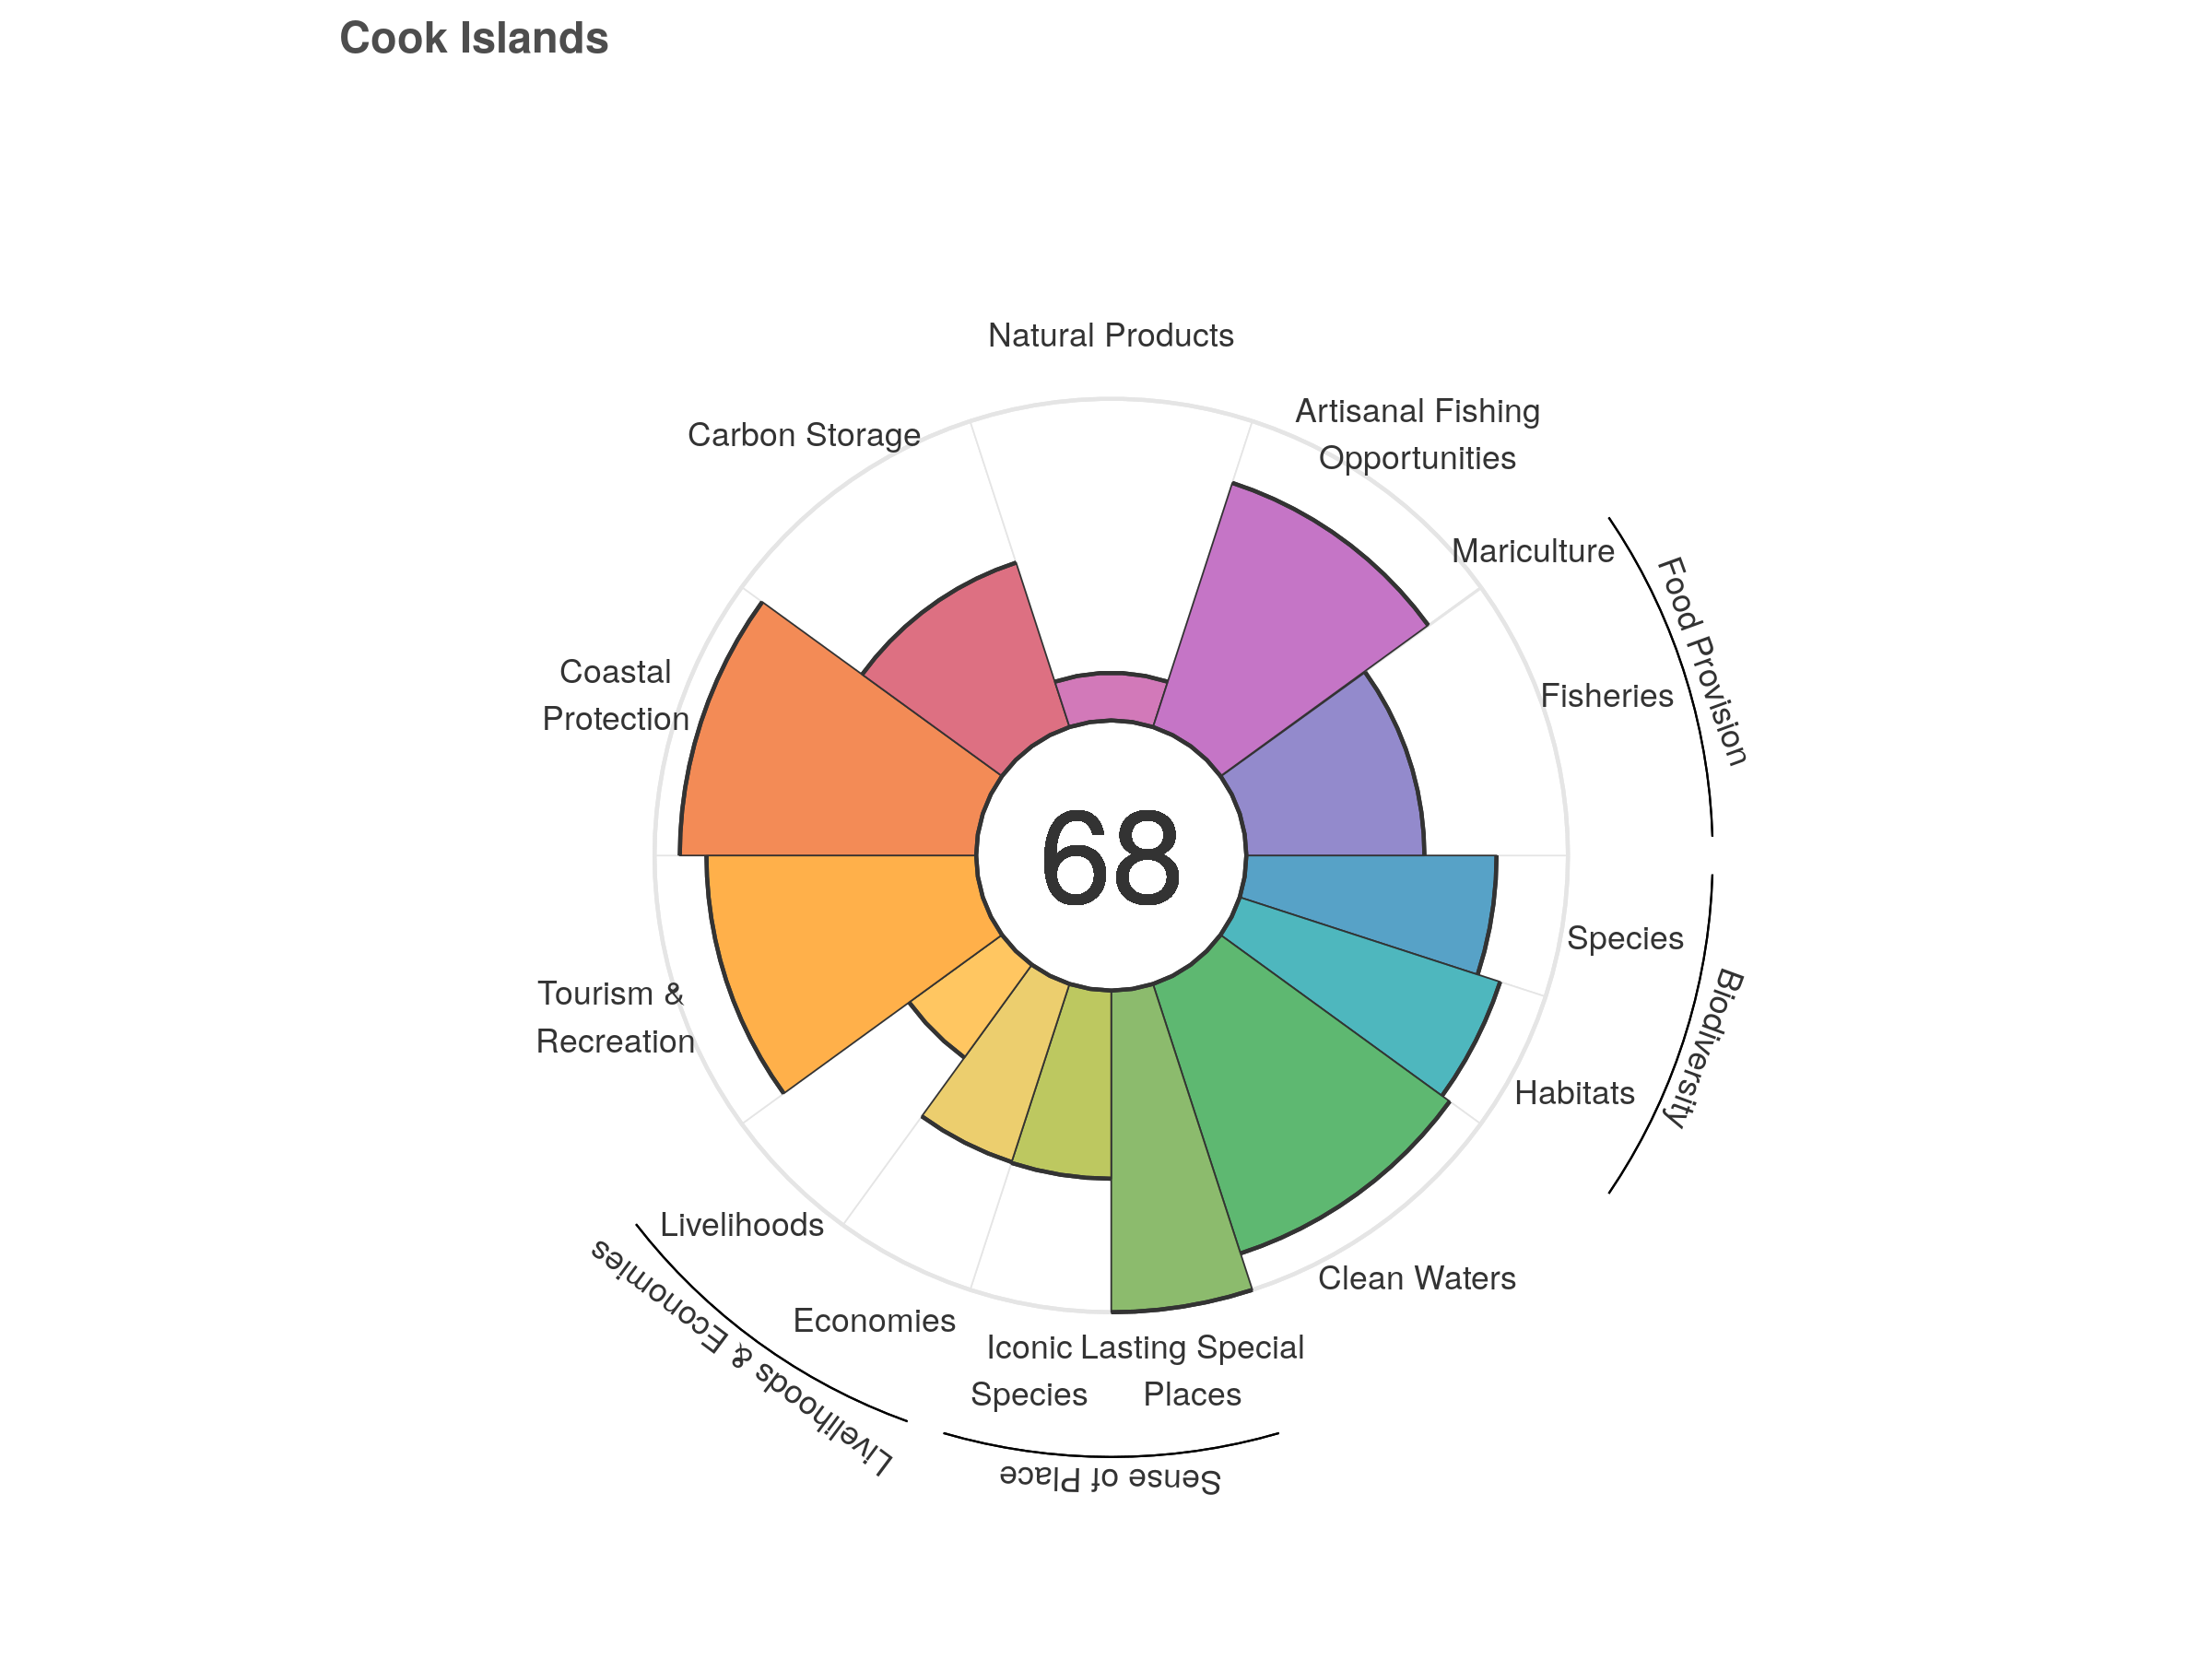 Cook Islands
Natural Products
Artisanal Fishing
Opportunities
Carbon Storage
Mariculture
Food Provision
Coastal
Protection
Fisheries
68
Species
Biodiversity
Tourism &
Recreation
Habitats
Livelihoods
Clean Waters
Livelihoods & Economies
Economies
Iconic
Species
Lasting Special
Places
Sense of Place